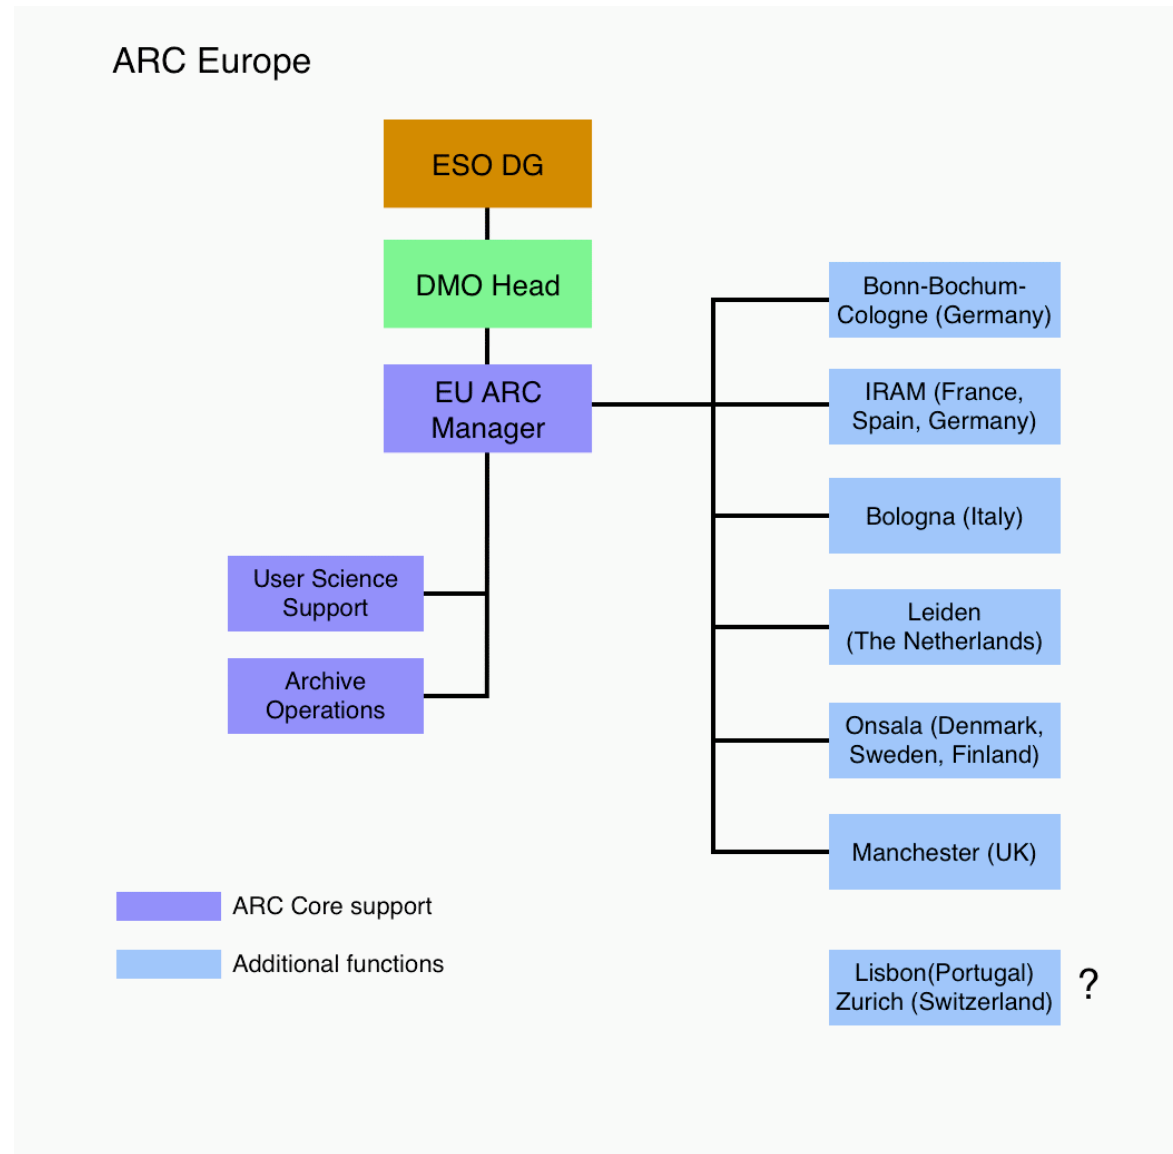 ARC Europe
ESO DG
DMO Head
EU ARC
Manager
User Science
Support
Archive
Operations
Bonn-Bochum-
Cologne (Germany)
IRAM (France,
Spain, Germany)
Bologna (Italy)
Leiden
(The Netherlands)
Onsala (Denmark,
Sweden, Finland)
Manchester (UK)
Lisbon(Portugal)
Zurich (Switzerland)
?
ARC Core support
Additional functions